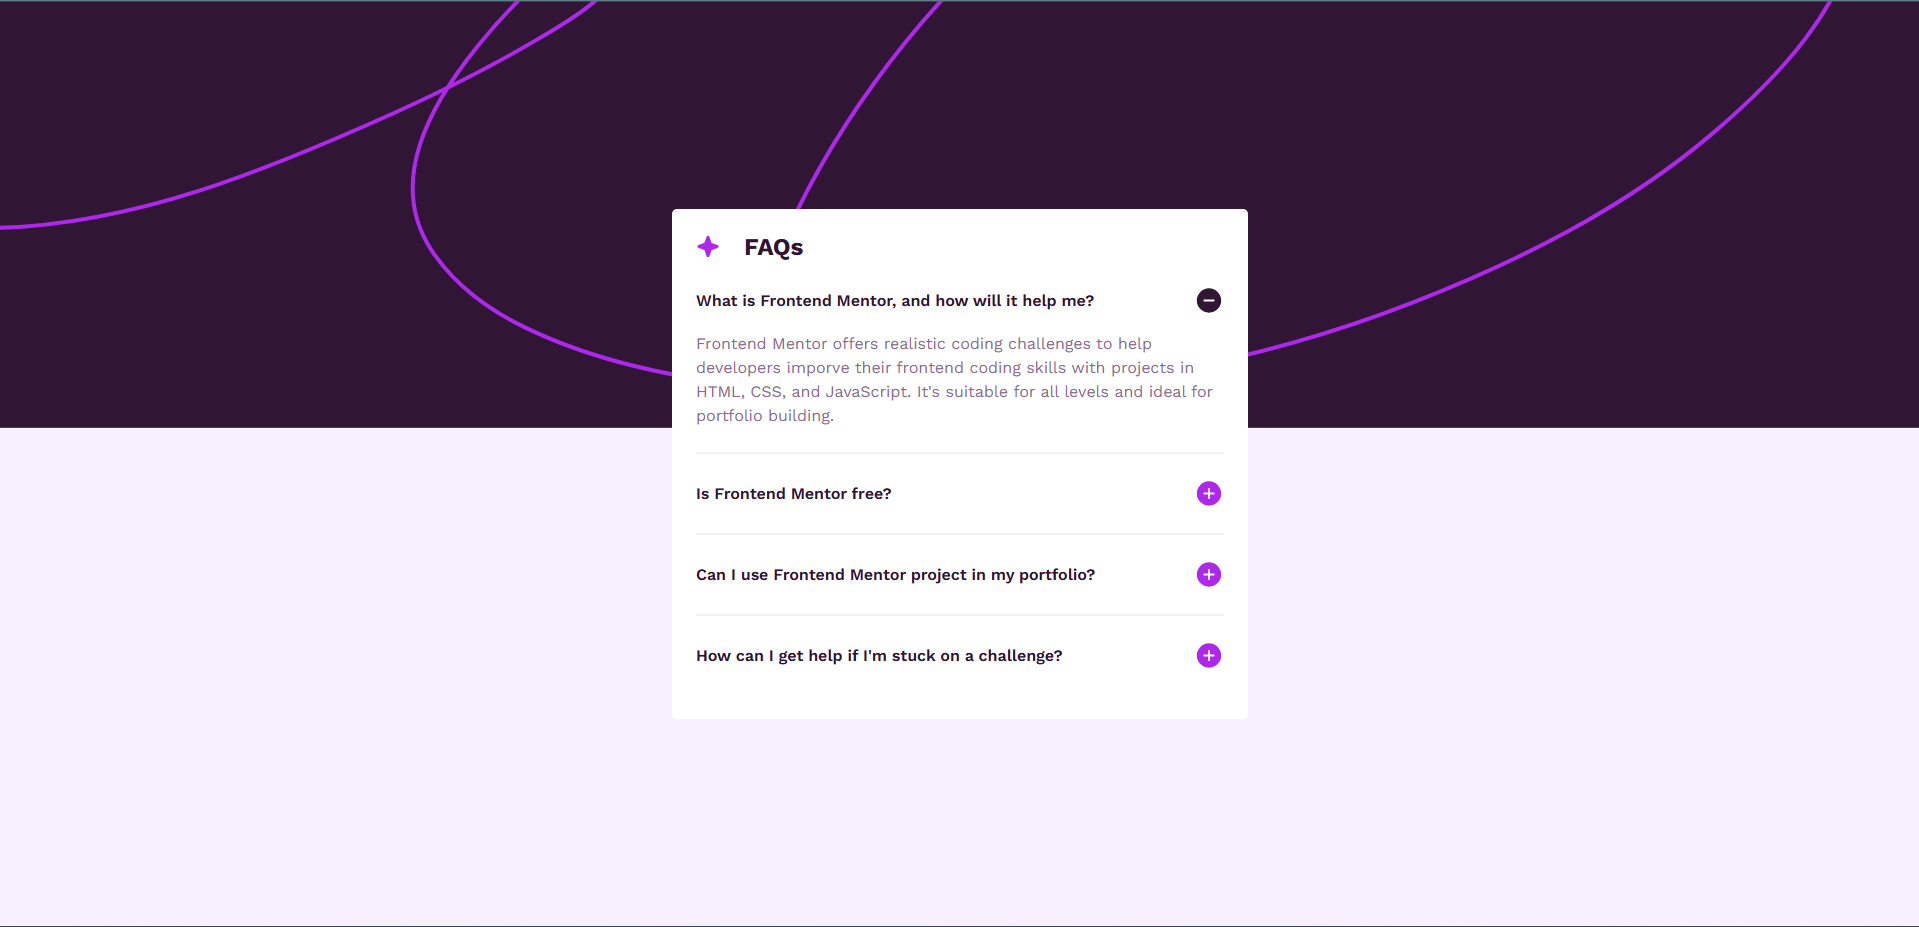 FAQs
What is Frontend Mentor, and how will it help me?
Frontend Mentor offers realistic coding challenges to help
developers imporve their frontend coding skills with projects in
HTML, CSS, and JavaScript. It's suitable for all levels and ideal for
portfolio building.
Is Frontend Mentor free?
Can I use Frontend Mentor project in my portfolio?
How can I get help if I'm stuck on a challenge?